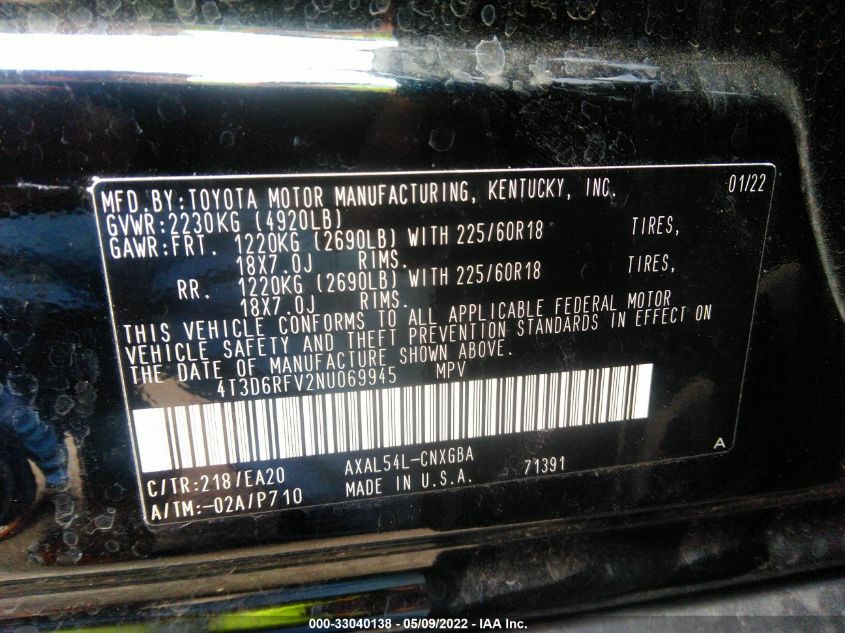 MFD.BY:TOYOTA MOTOR MANUFACTURING, KENTUCKY, INC. 01/22
GVWR:2230KG (4920LB)
GAWR:FRT. 1220KG (2690LB) WITH 225/60R18 TIRES,
18X7.0J RIMS.
RR. 1220KG (2690LB) WITH 225/60R18 TIRES,
18X7.0J RIMS.
THIS VEHICLE CONFORMS TO ALL APPLICABLE FEDERAL MOTOR
VEHICLE SAFETY AND THEFT PREVENTION STANDARDS IN EFFECT ON
THE DATE OF MANUFACTURE SHOWN ABOVE.
4T3D6RFV2NU069945 MPV
A
C/TR:218/EA20 AXAL54L-CNXGBA
A/TM:-02A/P710 MADE IN U.S.A. 71391
000-33040138 - 05/09/2022 - IAA Inc.